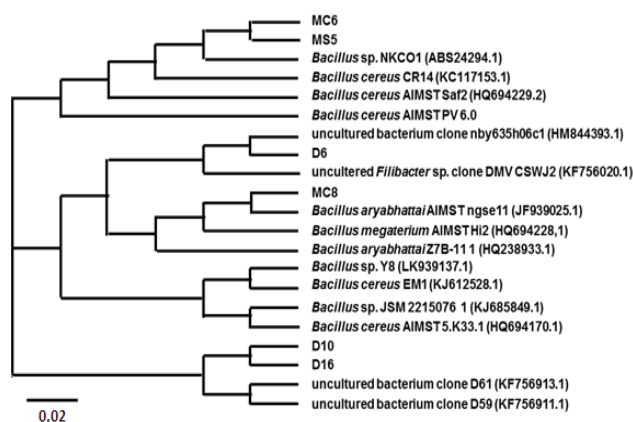 MC6
MS5
Bacillus sp. NKCO1 (ABS24294.1)
Bacillus cereus CR14 (KC117153.1)
Bacillus cereus AIMST Saf2 (HQ694229.2)
Bacillus cereus AIMST PV 6.0
uncultured bacterium clone nby635h06c1 (HM844393.1)
D6
uncultered Filibacter sp. clone DMV CSWJ2 (KF756020.1)
MC8
Bacillus aryabhattai AIMST ngse11 (JF939025.1)
Bacillus megaterium AIMST Hi2 (HQ694228,1)
Bacillus aryabhattai Z7B-11 1 (HQ238933.1)
Bacillus sp. Y8 (LK939137.1)
Bacillus cereus EM1 (KJ612528.1)
Bacillus sp. JSM 2215076 1 (KJ685849.1)
Bacillus cereus AIMST 5.K33.1 (HQ694170.1)
D10
D16
uncultured bacterium clone D61 (KF756913.1)
uncultured bacterium clone D59 (KF756911.1)
0.02